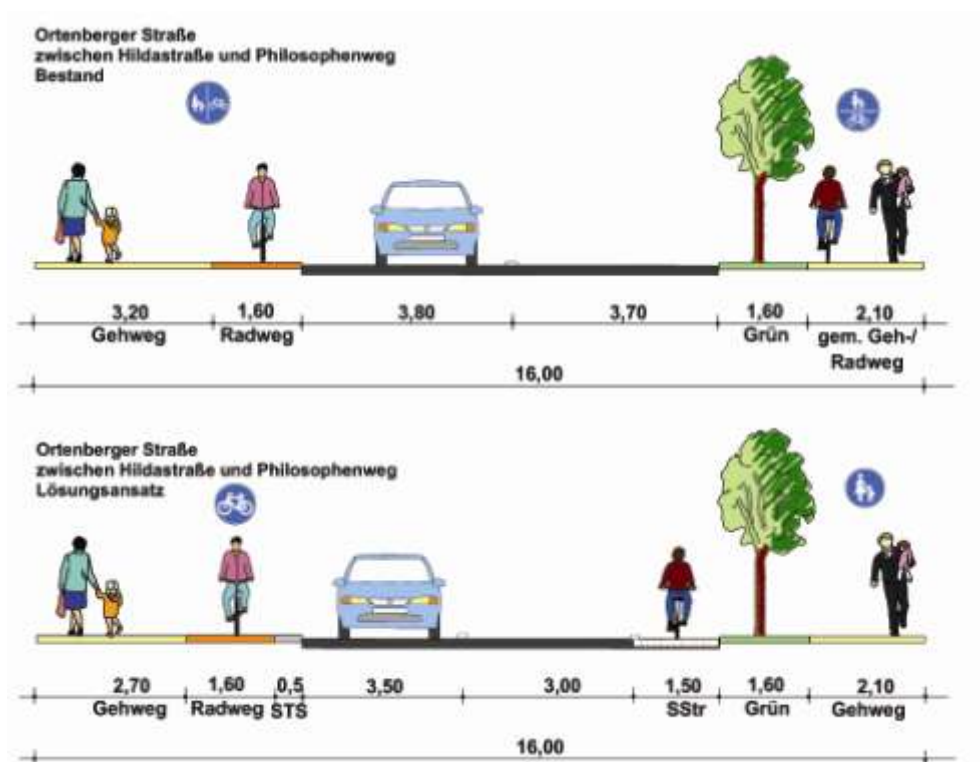 Ortenberger Straße
zwischen Hildastraße und Philosophenweg
Bestand
3,20 1,60 3,80 3,70 1,60 2,10
Gehweg Radweg Grün gem. Geh-/
Radweg
16,00
Ortenberger Straße
zwischen Hildastraße und Philosophenweg
Lösungsansatz
2,70 1,60 0,5 3,50 3,00 1,50 1,60 2,10
Gehweg Radweg STS SStr Grün Gehweg
16,00